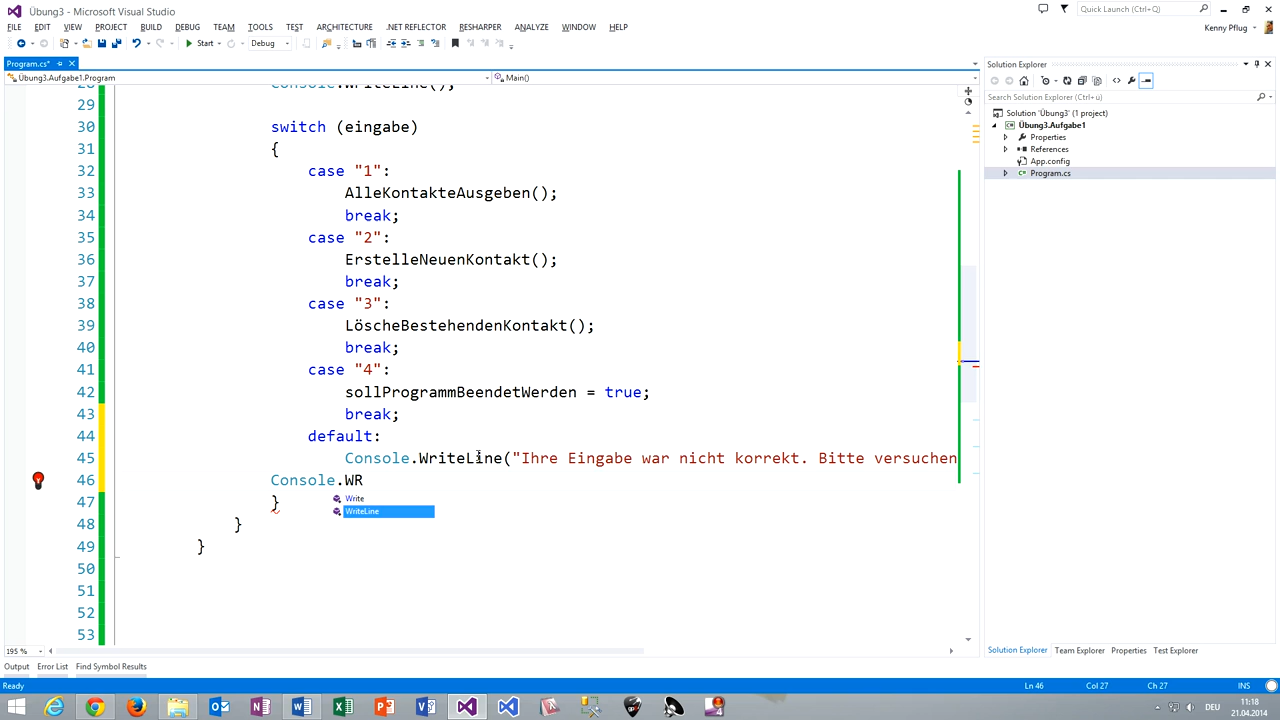 Übung3 - Microsoft Visual Studio
Quick Launch (Ctrl+Q)
FILE EDIT VIEW PROJECT BUILD DEBUG TEAM TOOLS TEST ARCHITECTURE .NET REFLECTOR RESHARPER ANALYZE WINDOW HELP
Kenny Pflug
Start Debug
Program.cs*
Solution Explorer
Übung3.Aufgabe1.Program
Main()
Search Solution Explorer (Ctrl+ü)
Solution 'Übung3' (1 project)
Übung3.Aufgabe1
Properties
References
App.config
Program.cs
28 Console.WriteLine();
29
30 switch (eingabe)
31 {
32 case "1":
33 AlleKontakteAusgeben();
34 break;
35 case "2":
36 ErstelleNeuenKontakt();
37 break;
38 case "3":
39 LöscheBestehendenKontakt();
40 break;
41 case "4":
42 sollProgrammBeendetWerden = true;
43 break;
44 default:
45 Console.WriteLine("Ihre Eingabe war nicht korrekt. Bitte versuchen
46 Console.WR
Write
WriteLine
47 }
48 }
49 }
50
51
52
53
195 %
Solution Explorer Team Explorer Properties Test Explorer
Output Error List Find Symbol Results
Ready
Ln 46 Col 27 Ch 27 INS
DEU
11:18
21.04.2014